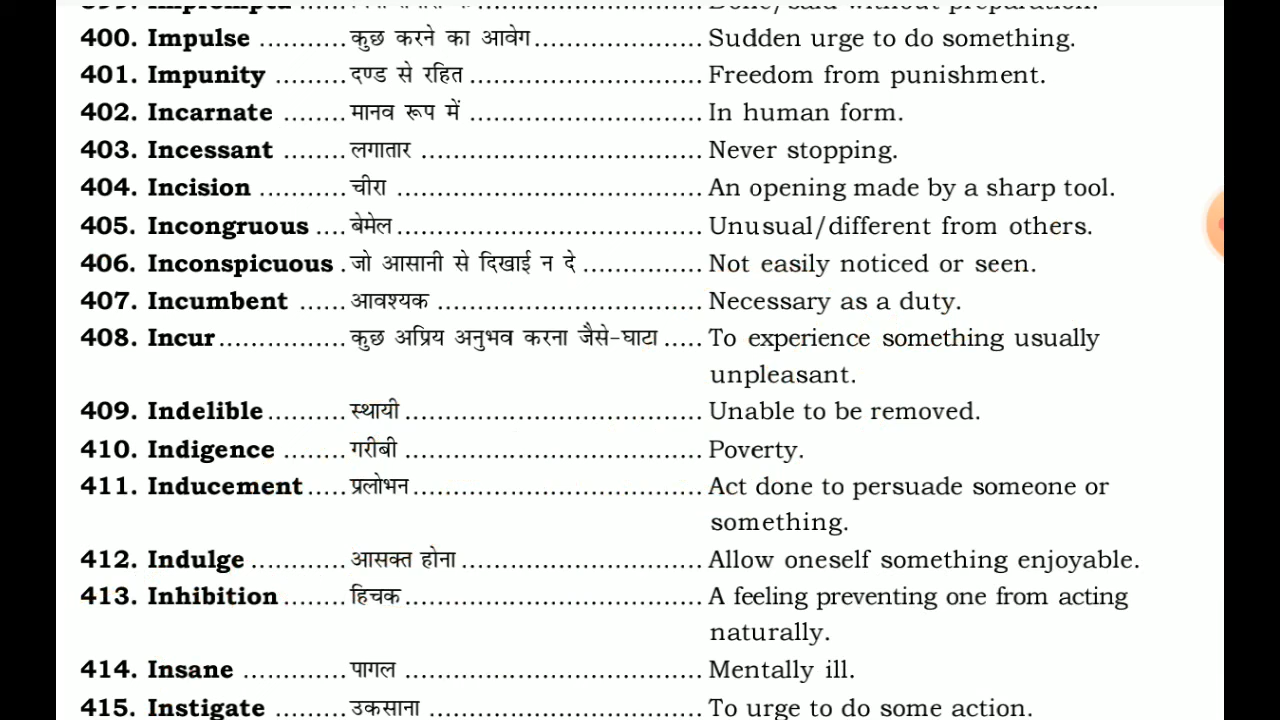 400. Impulse ........... कुछ करने का आवेग..................... Sudden urge to do something.
401. Impunity ......... दण्ड से रहित .............................. Freedom from punishment.
402. Incarnate ........ मानव रूप में .............................. In human form.
403. Incessant ........ लगातार .................................... Never stopping.
404. Incision ........... चीरा ....................................... An opening made by a sharp tool.
405. Incongruous .... बेमेल ....................................... Unusual/different from others.
406. Inconspicuous . जो आसानी से दिखाई न दे ............... Not easily noticed or seen.
407. Incumbent ...... आवश्यक .................................. Necessary as a duty.
408. Incur................ कुछ अप्रिय अनुभव करना जैसे-घाटा ..... To experience something usually
unpleasant.
409. Indelible .......... स्थायी ...................................... Unable to be removed.
410. Indigence ........ गरीबी ...................................... Poverty.
411. Inducement ..... प्रलोभन..................................... Act done to persuade someone or
something.
412. Indulge ............ आसक्त होना ............................... Allow oneself something enjoyable.
413. Inhibition ........ हिचक ...................................... A feeling preventing one from acting
naturally.
414. Insane ............. पागल ....................................... Mentally ill.
415. Instigate ......... उकसाना ................................... To urge to do some action.